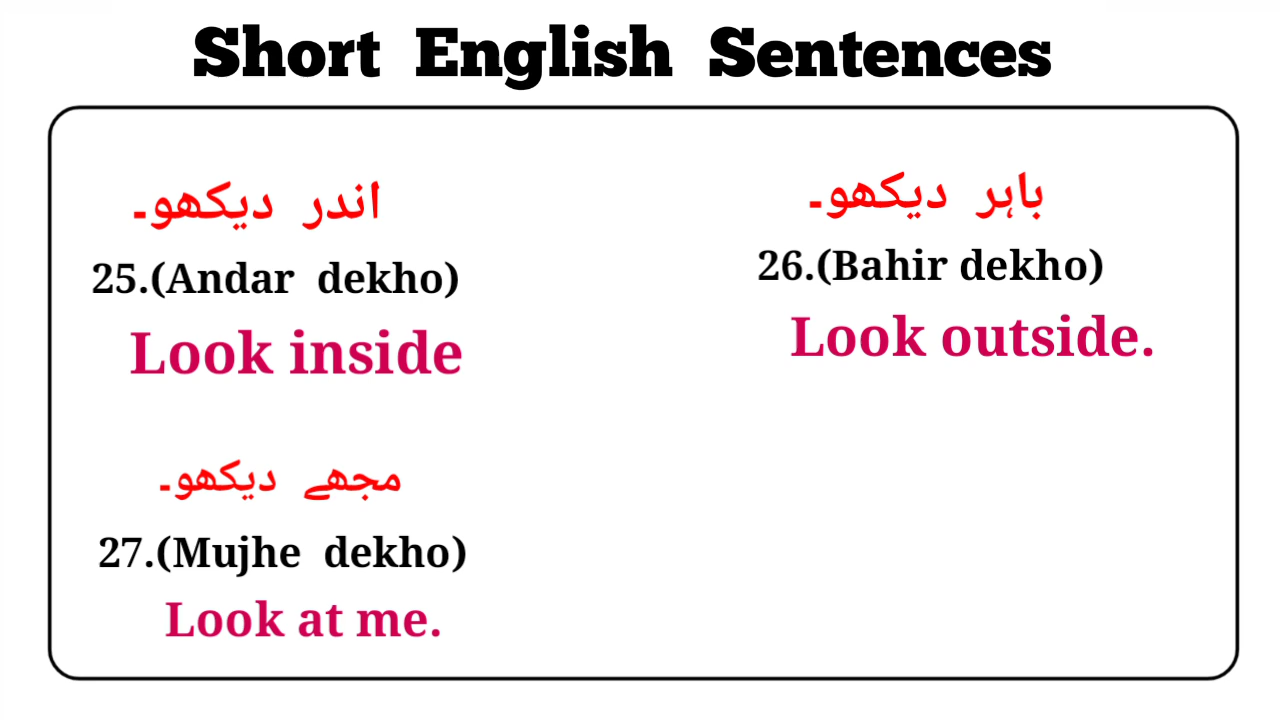 Short English Sentences
اندر دیکھو۔
25.(Andar dekho)
Look inside
باہر دیکھو۔
26.(Bahir dekho)
Look outside.
مجھے دیکھو۔
27.(Mujhe dekho)
Look at me.